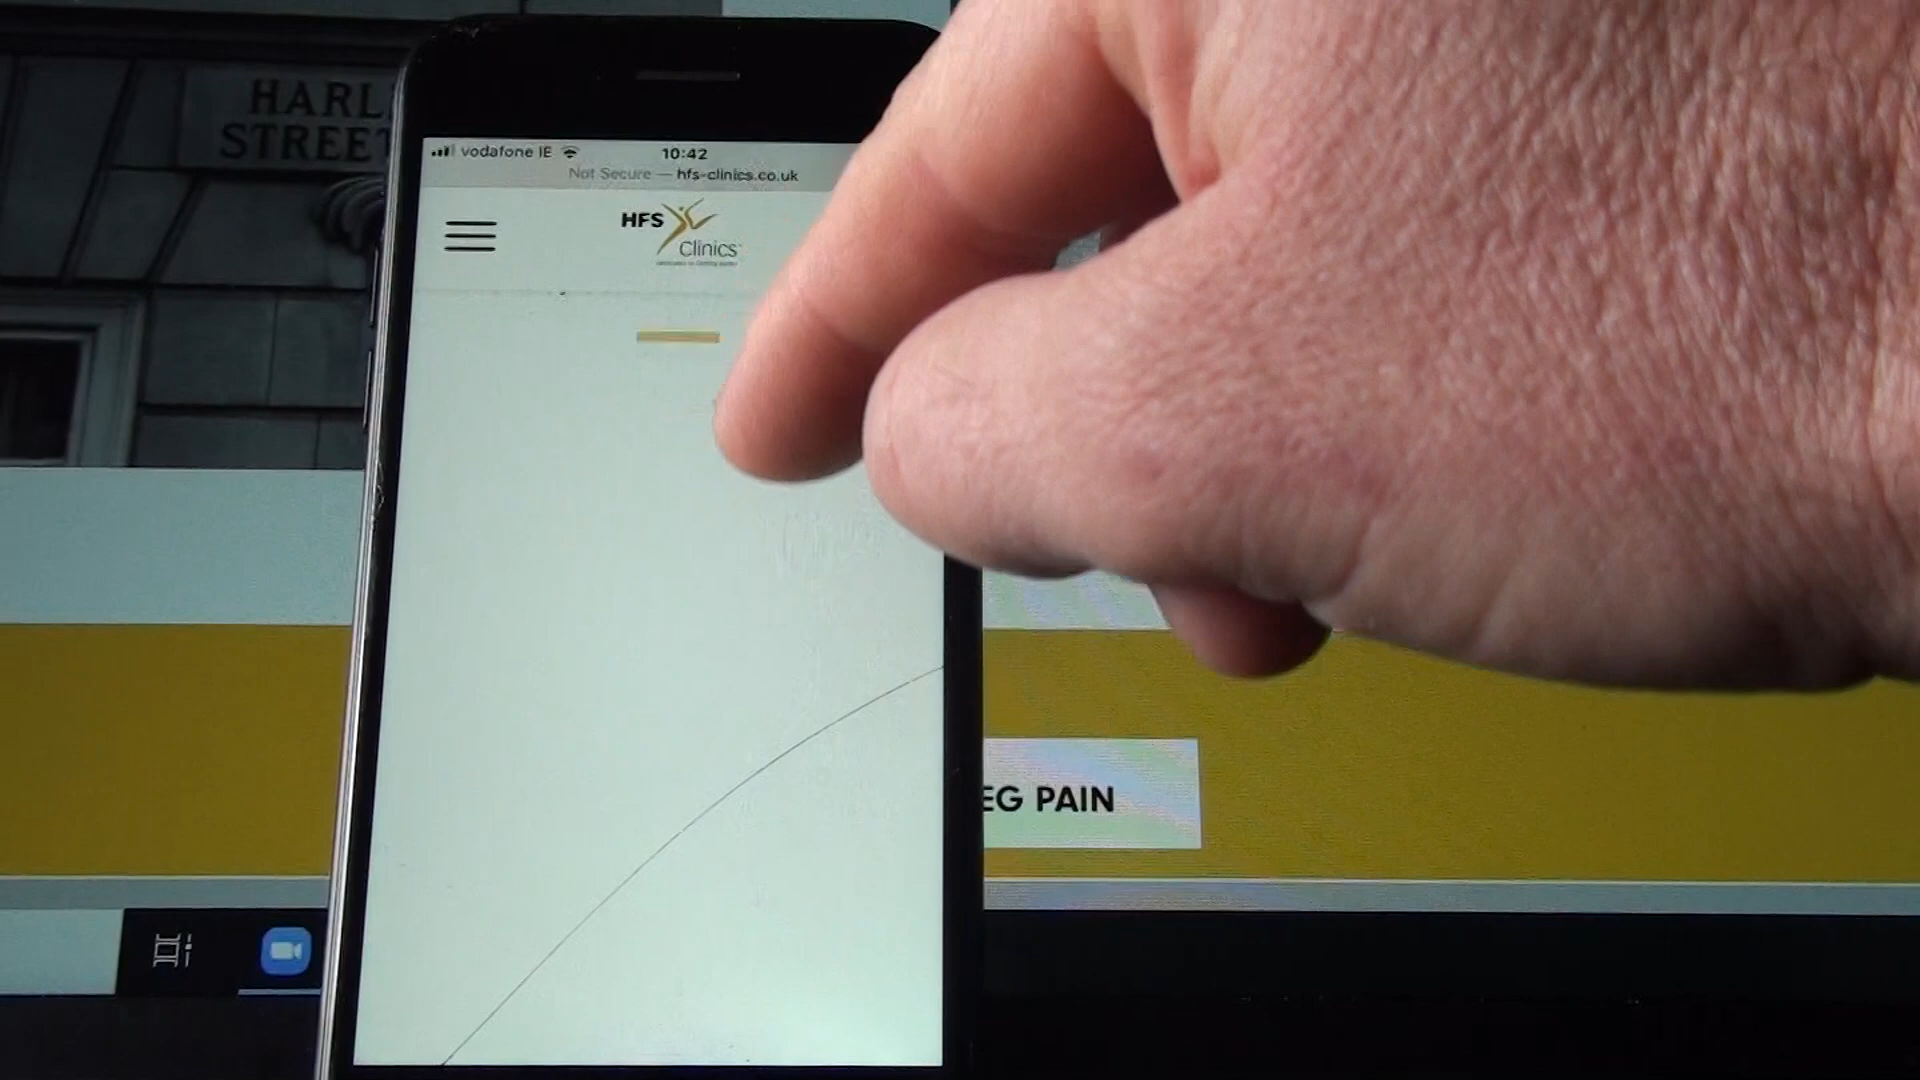 HARL
STREET
vodafone IE
10:42
Not Secure — hfs-clinics.co.uk
HFS
Clinics
EG PAIN